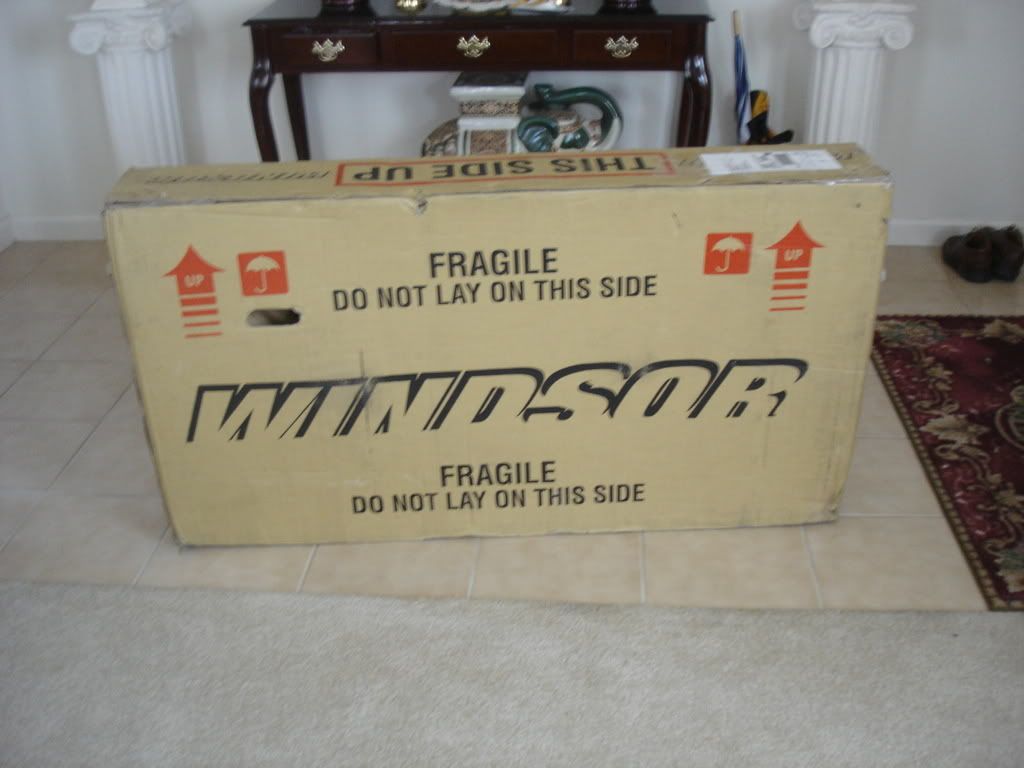 THIS SIDE UP
UP
UP
FRAGILE
DO NOT LAY ON THIS SIDE
WINDSOR
FRAGILE
DO NOT LAY ON THIS SIDE